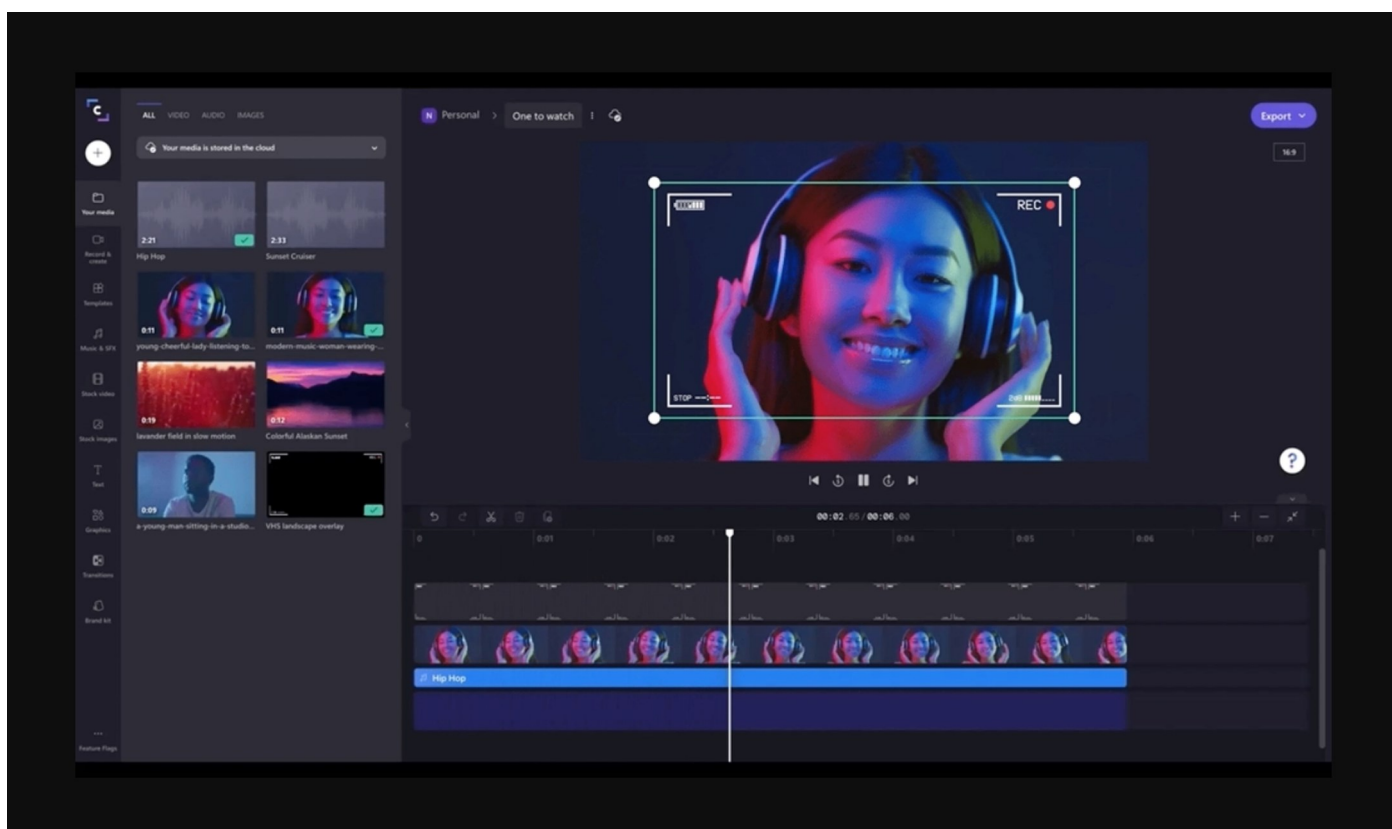 C
ALL VIDEO AUDIO IMAGES
Your media is stored in the cloud
Your media
Record &
create
Templates
Music & SFX
Stock video
Stock images
Text
Graphics
Transitions
Brand kit
Feature Flags
2:21
Hip Hop
2:33
Sunset Cruiser
0:11
young-cheerful-lady-listening-to...
0:11
modern-music-woman-wearing-...
0:19
lavander field in slow motion
0:12
Colorful Alaskan Sunset
0:09
a-young-man-sitting-in-a-studio...
VHS landscape overlay
N Personal > One to watch
Export
16:9
REC
STOP --:--
?
00:02.65 / 00:06.00
0 0:01 0:02 0:03 0:04 0:05 0:06 0:07
Hip Hop